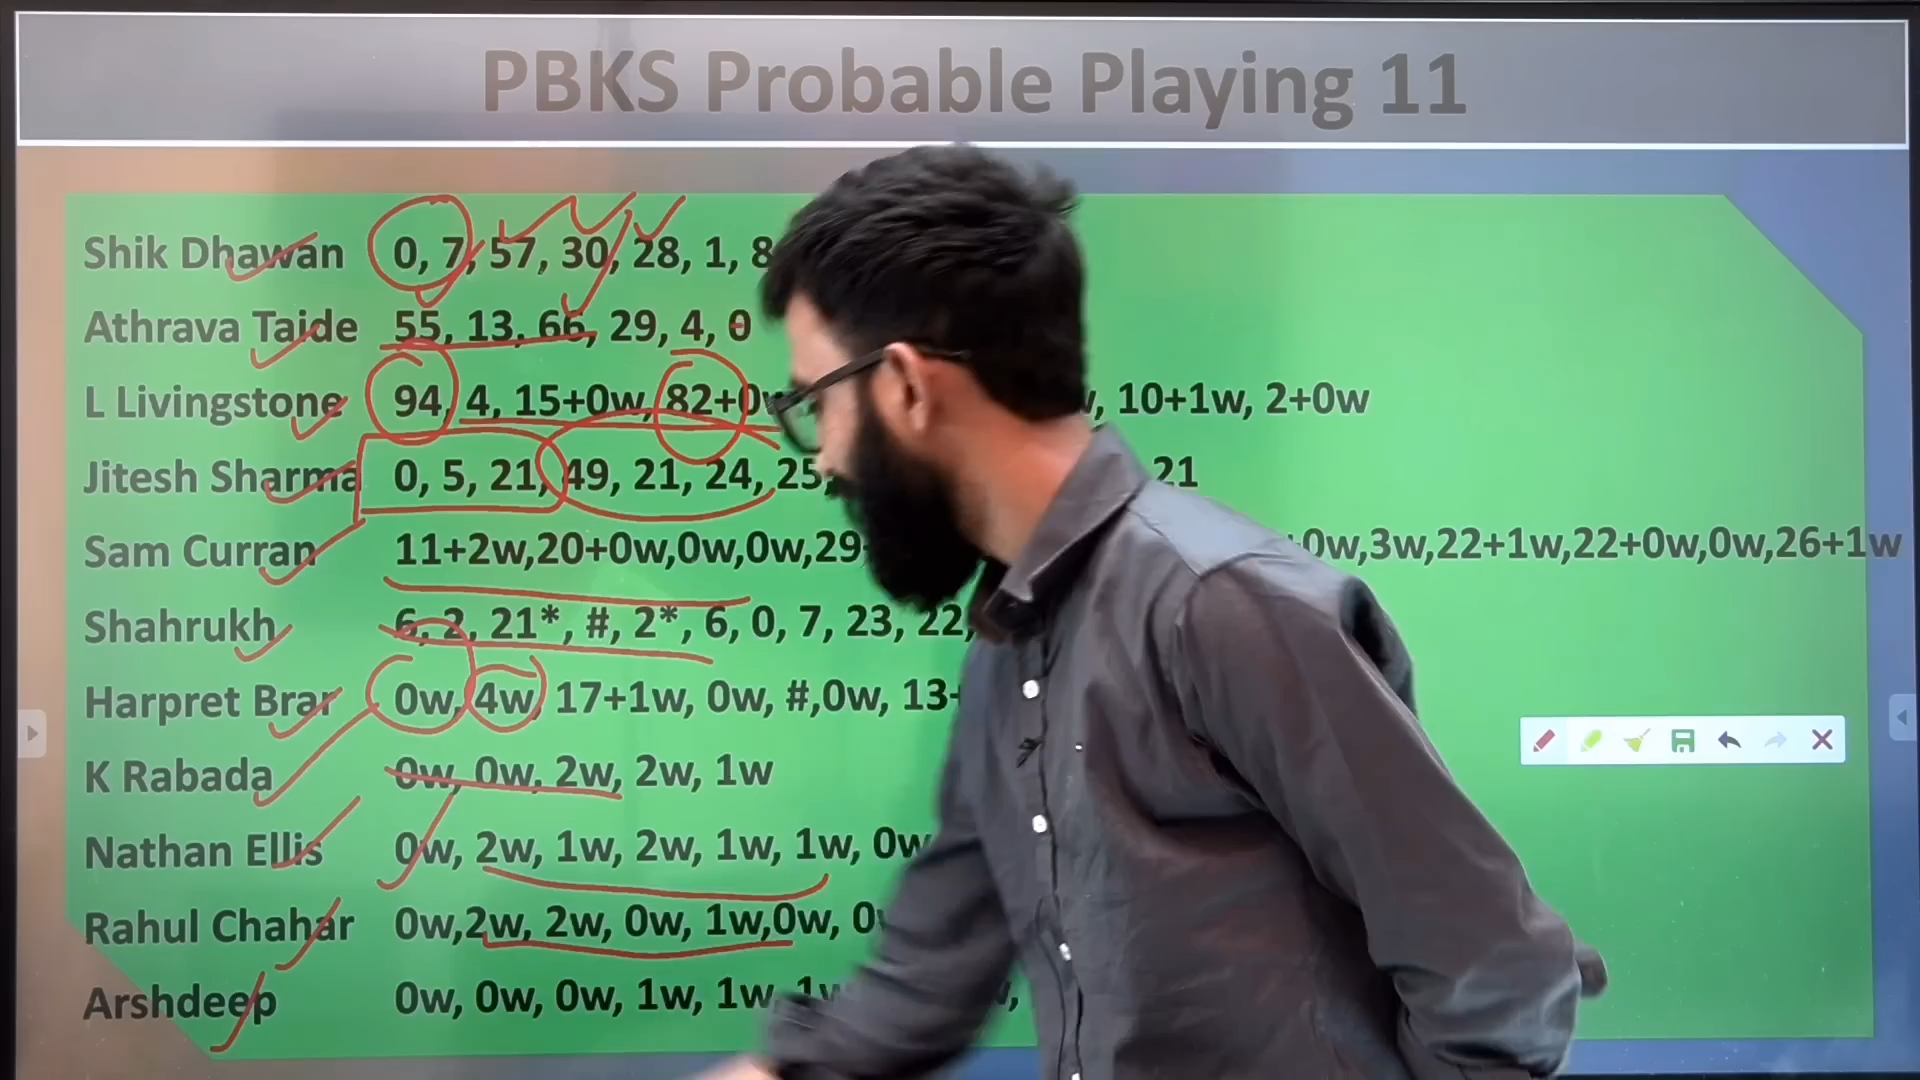 PBKS Probable Playing 11
Shik Dhawan 0, 7, 57, 30, 28, 1, 8
Athrava Taide 55, 13, 66, 29, 4, 0
L Livingstone 94, 4, 15+0w, 82+0w, 10+1w, 2+0w
Jitesh Sharma 0, 5, 21, 49, 21, 24, 25, 21
Sam Curran 11+2w,20+0w,0w,0w,29 +0w,3w,22+1w,22+0w,0w,26+1w
Shahrukh 6, 2, 21*, #, 2*, 6, 0, 7, 23, 22,
Harpret Brar 0w, 4w, 17+1w, 0w, #,0w, 13+
K Rabada 0w, 0w, 2w, 2w, 1w
Nathan Ellis 0w, 2w, 1w, 2w, 1w, 1w, 0w
Rahul Chahar 0w,2w, 2w, 0w, 1w,0w, 0
Arshdeep 0w, 0w, 0w, 1w, 1w, 1w